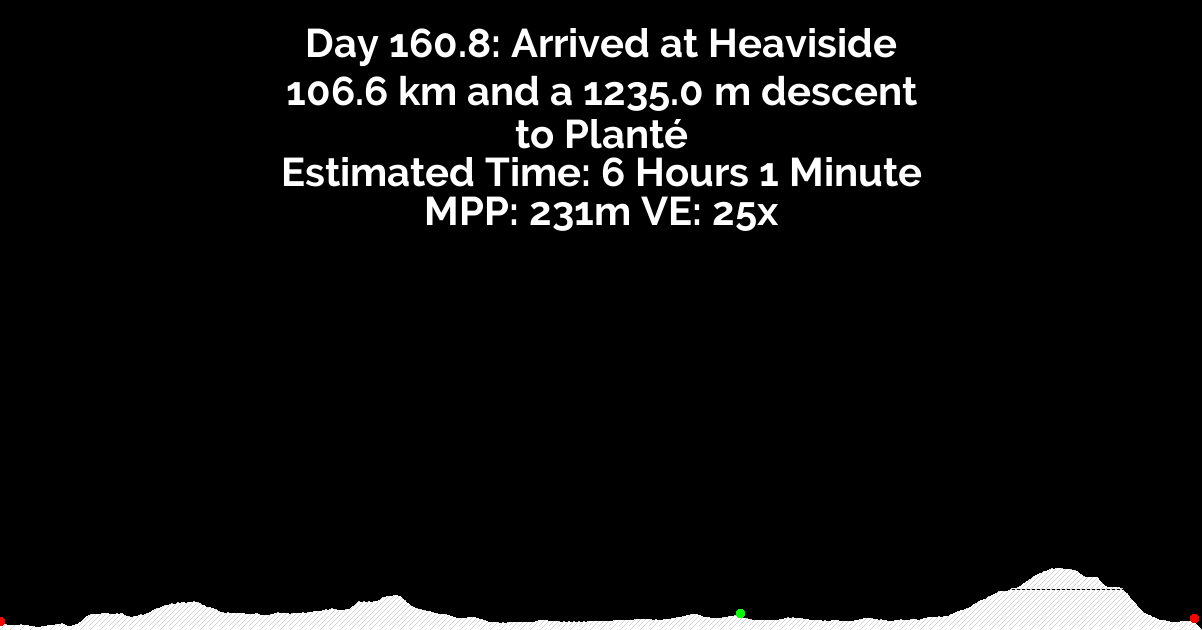 Day 160.8: Arrived at Heaviside
106.6 km and a 1235.0 m descent
to Planté
Estimated Time: 6 Hours 1 Minute
MPP: 231m VE: 25x